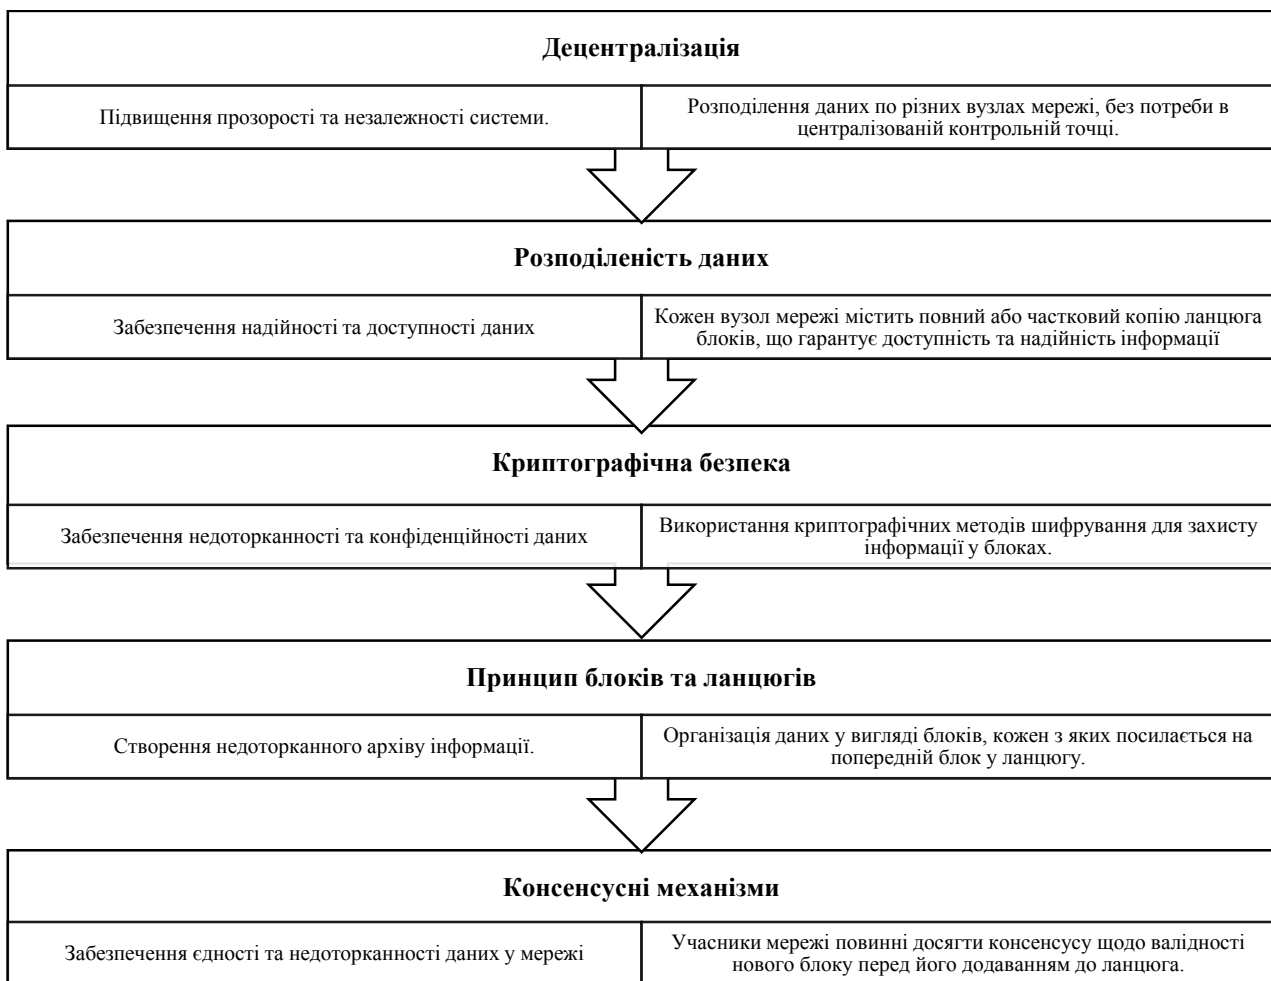 Децентралізація
Підвищення прозорості та незалежності системи.
Розподілення даних по різних вузлах мережі, без потреби в
централізованій контрольній точці.
Розподіленість даних
Забезпечення надійності та доступності даних
Кожен вузол мережі містить повний або частковий копію ланцюга
блоків, що гарантує доступність та надійність інформації
Криптографічна безпека
Забезпечення недоторканності та конфіденційності даних
Використання криптографічних методів шифрування для захисту
інформації у блоках.
Принцип блоків та ланцюгів
Створення недоторканного архіву інформації.
Організація даних у вигляді блоків, кожен з яких посилається на
попередній блок у ланцюгу.
Консенсусні механізми
Забезпечення єдності та недоторканності даних у мережі
Учасники мережі повинні досягти консенсусу щодо валідності
нового блоку перед його додаванням до ланцюга.